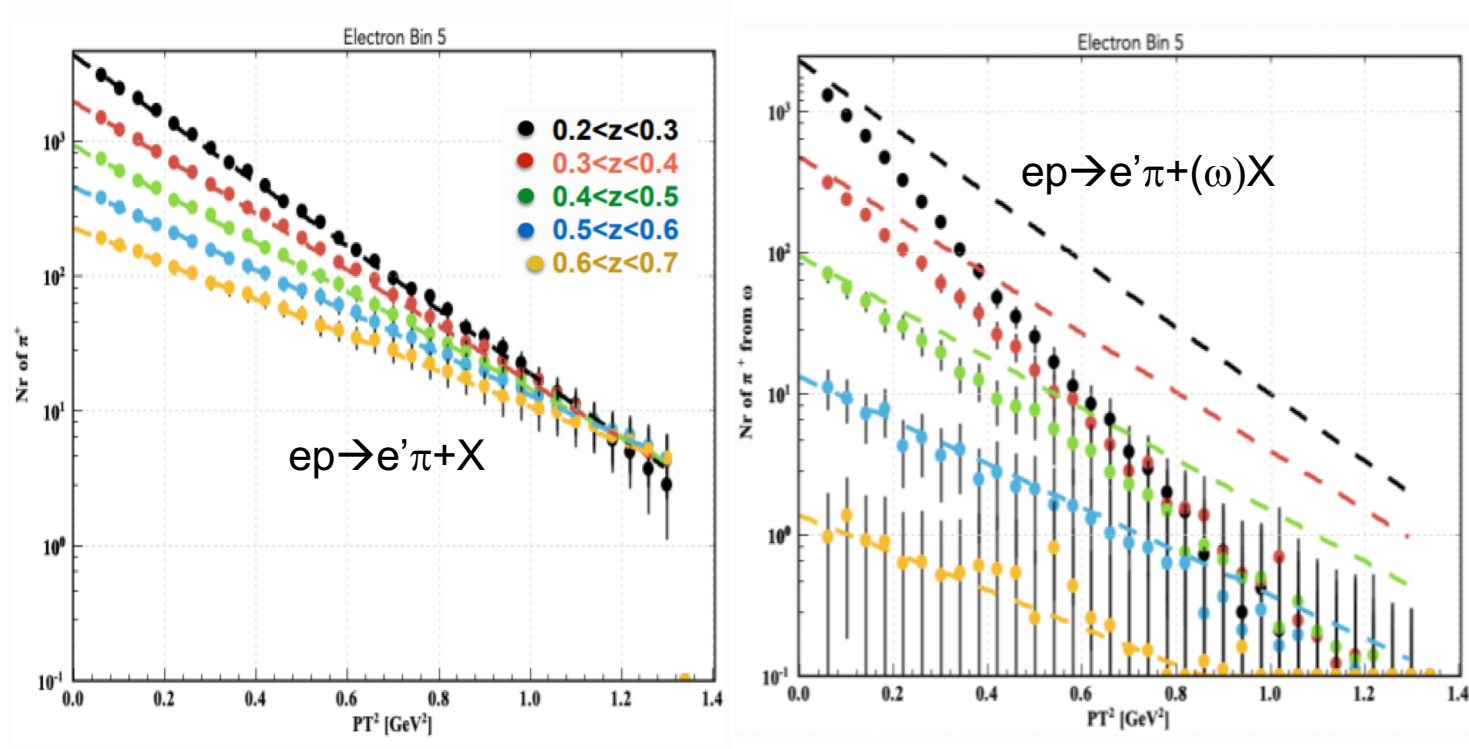 Electron Bin 5
Nr of π⁺
10³
10²
10¹
10⁰
10⁻¹
0.2<z<0.3
0.3<z<0.4
0.4<z<0.5
0.5<z<0.6
0.6<z<0.7
ep→e’π+X
0.0 0.2 0.4 0.6 0.8 1.0 1.2 1.4
PT² [GeV²]
Electron Bin 5
Nr of π⁺ from ω
10³
10²
10¹
10⁰
10⁻¹
ep→e’π+(ω)X
0.0 0.2 0.4 0.6 0.8 1.0 1.2 1.4
PT² [GeV²]